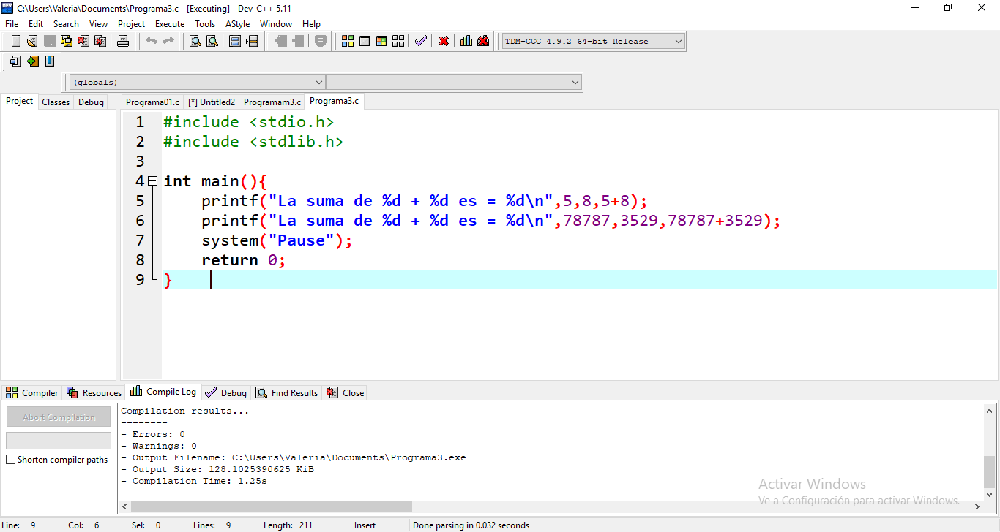 C:\Users\Valeria\Documents\Programa3.c - [Executing] - Dev-C++ 5.11
File Edit Search View Project Execute Tools AStyle Window Help
TDM-GCC 4.9.2 64-bit Release
(globals)
Project Classes Debug
Programa01.c [*] Untitled2 Programam3.c Programa3.c
1 #include <stdio.h>
2 #include <stdlib.h>
3
4 int main(){
5 printf("La suma de %d + %d es = %d\n",5,8,5+8);
6 printf("La suma de %d + %d es = %d\n",78787,3529,78787+3529);
7 system("Pause");
8 return 0;
9 }
Compiler Resources Compile Log Debug Find Results Close
Abort Compilation
Shorten compiler paths
Compilation results...
--------
- Errors: 0
- Warnings: 0
- Output Filename: C:\Users\Valeria\Documents\Programa3.exe
- Output Size: 128.1025390625 KiB
- Compilation Time: 1.25s
Activar Windows
Ve a Configuración para activar Windows.
Line: 9 Col: 6 Sel: 0 Lines: 9 Length: 211 Insert Done parsing in 0.032 seconds